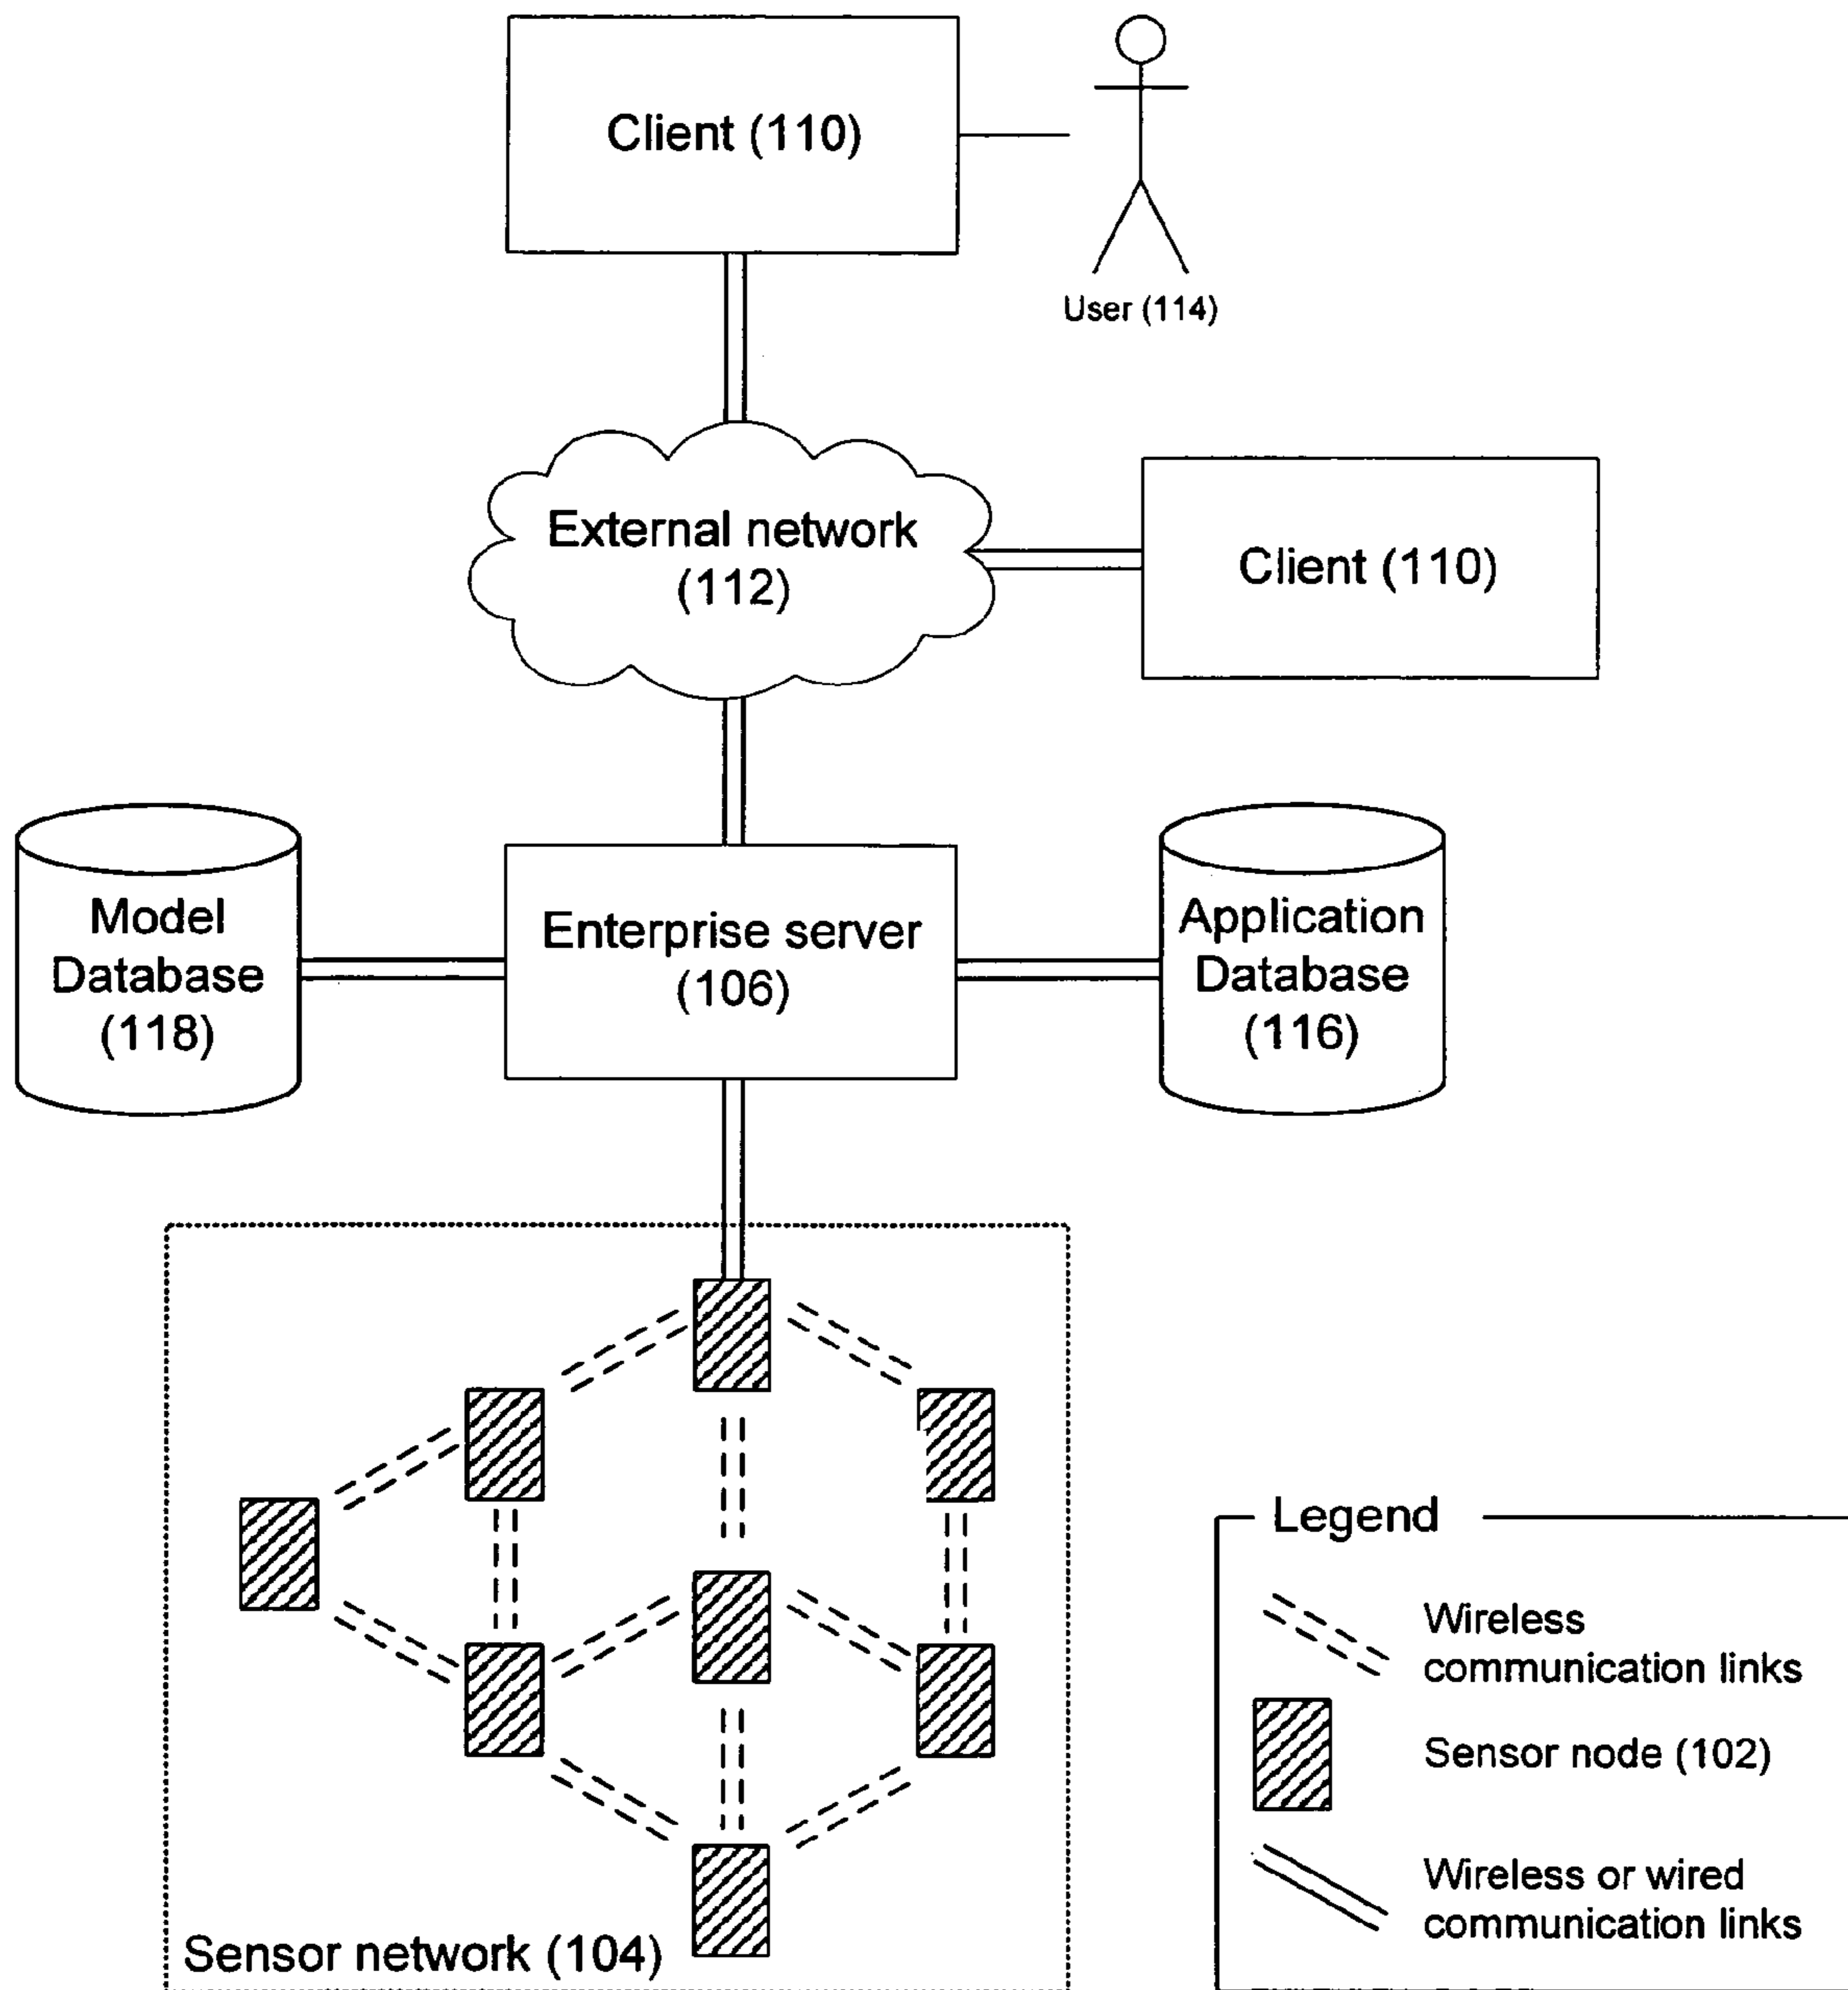 Client (110)
User (114)
External network
(112)
Client (110)
Model
Database
(118)
Enterprise server
(106)
Application
Database
(116)
Sensor network (104)
Legend
Wireless
communication links
Sensor node (102)
Wireless or wired
communication links